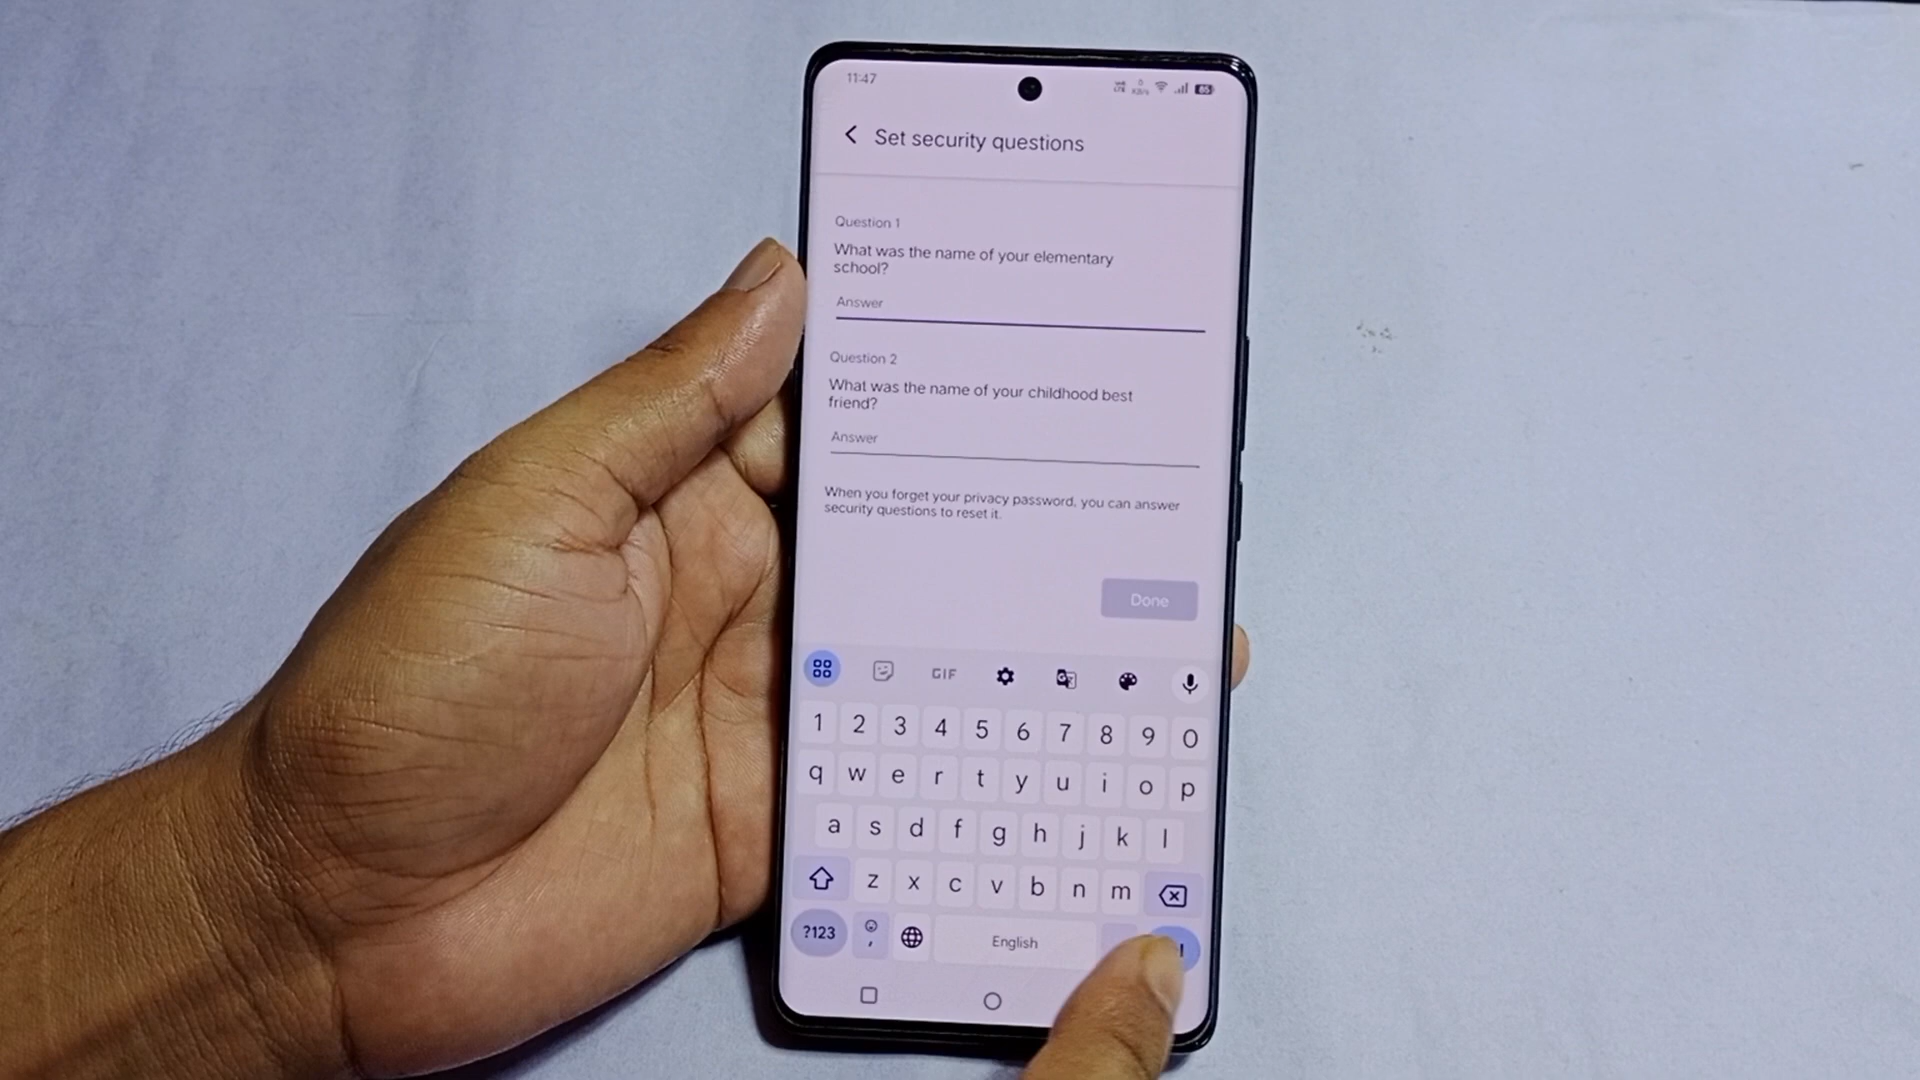 11:47
85
Set security questions
Question 1
What was the name of your elementary
school?
Answer
Question 2
What was the name of your childhood best
friend?
Answer
When you forget your privacy password, you can answer
security questions to reset it.
Done
GIF
1 2 3 4 5 6 7 8 9 0
q w e r t y u i o p
a s d f g h j k l
z x c v b n m
?123 , English